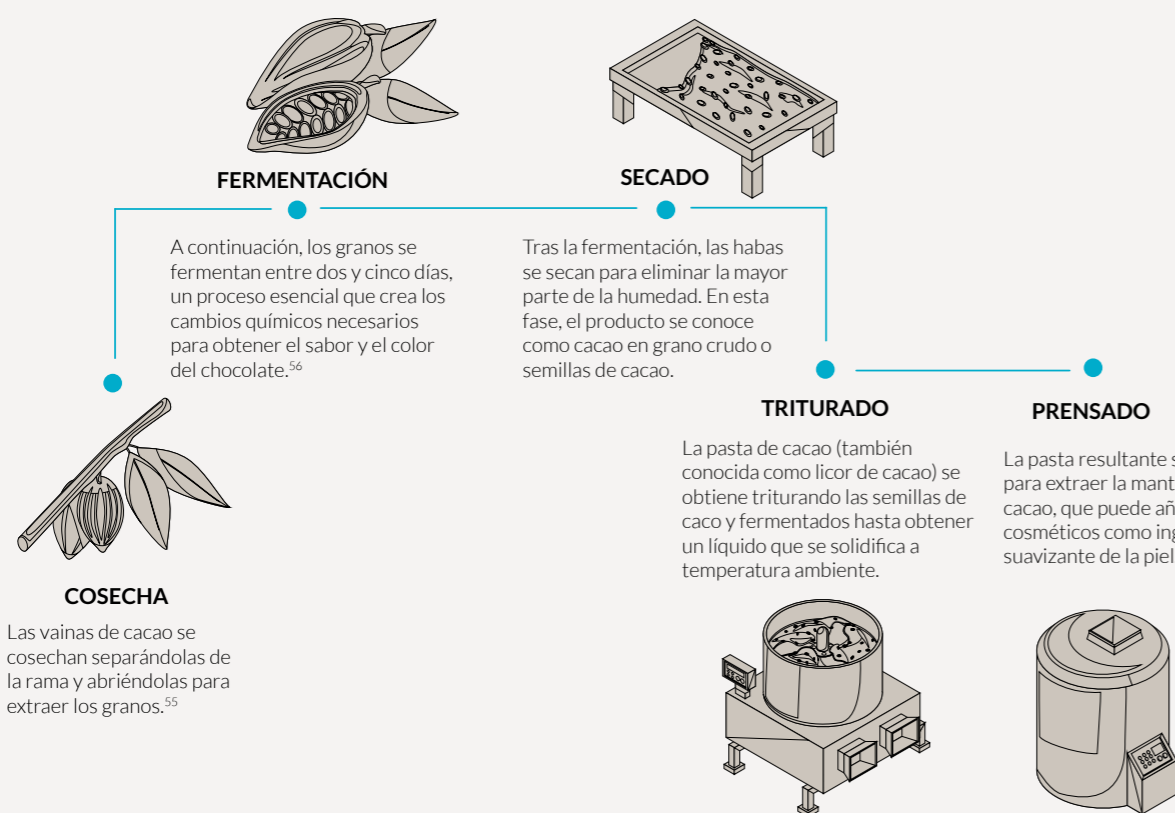 FERMENTACIÓN
A continuación, los granos se
fermentan entre dos y cinco días,
un proceso esencial que crea los
cambios químicos necesarios
para obtener el sabor y el color
del chocolate.56
SECADO
Tras la fermentación, las habas
se secan para eliminar la mayor
parte de la humedad. En esta
fase, el producto se conoce
como cacao en grano crudo o
semillas de cacao.
COSECHA
Las vainas de cacao se
cosechan separándolas de
la rama y abriéndolas para
extraer los granos.55
TRITURADO
La pasta de cacao (también
conocida como licor de cacao) se
obtiene triturando las semillas de
caco y fermentados hasta obtener
un líquido que se solidifica a
temperatura ambiente.
PRENSADO
La pasta resultante
para extraer la
cacao, que puede
cosméticos como
suavizante de la piel